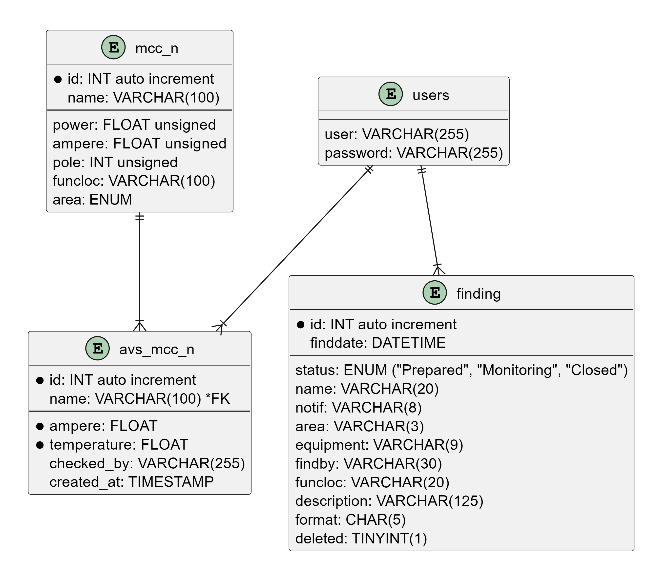 E mcc_n
id: INT auto increment
name: VARCHAR(100)
power: FLOAT unsigned
ampere: FLOAT unsigned
pole: INT unsigned
funcloc: VARCHAR(100)
area: ENUM
E users
user: VARCHAR(255)
password: VARCHAR(255)
E avs_mcc_n
id: INT auto increment
name: VARCHAR(100) *FK
ampere: FLOAT
temperature: FLOAT
checked_by: VARCHAR(255)
created_at: TIMESTAMP
E finding
id: INT auto increment
finddate: DATETIME
status: ENUM ("Prepared", "Monitoring", "Closed")
name: VARCHAR(20)
notif: VARCHAR(8)
area: VARCHAR(3)
equipment: VARCHAR(9)
findby: VARCHAR(30)
funcloc: VARCHAR(20)
description: VARCHAR(125)
format: CHAR(5)
deleted: TINYINT(1)